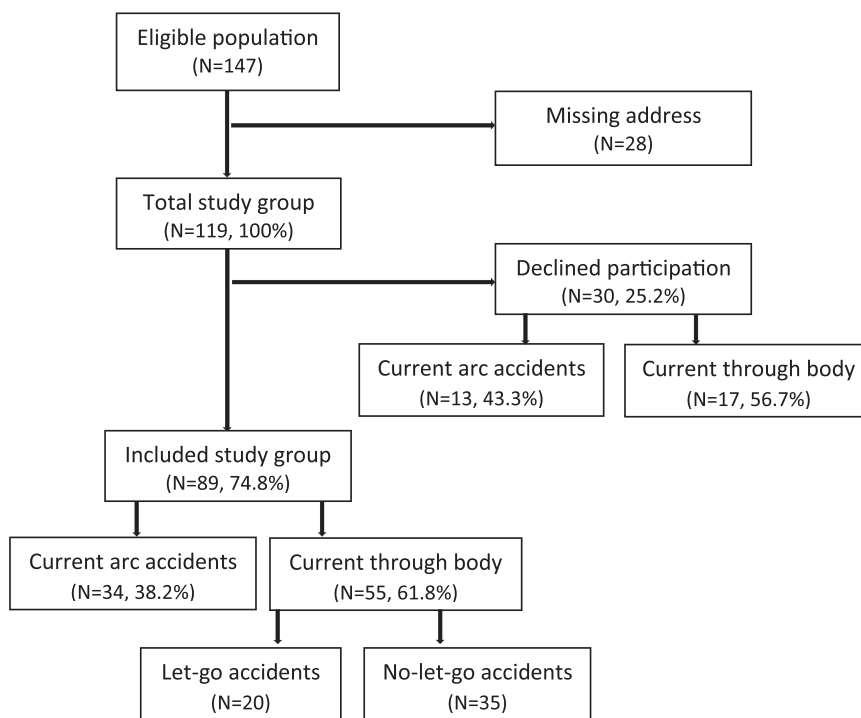 Eligible population
(N=147)
Missing address
(N=28)
Total study group
(N=119, 100%)
Declined participation
(N=30, 25.2%)
Current arc accidents
(N=13, 43.3%)
Current through body
(N=17, 56.7%)
Included study group
(N=89, 74.8%)
Current arc accidents
(N=34, 38.2%)
Current through body
(N=55, 61.8%)
Let-go accidents
(N=20)
No-let-go accidents
(N=35)